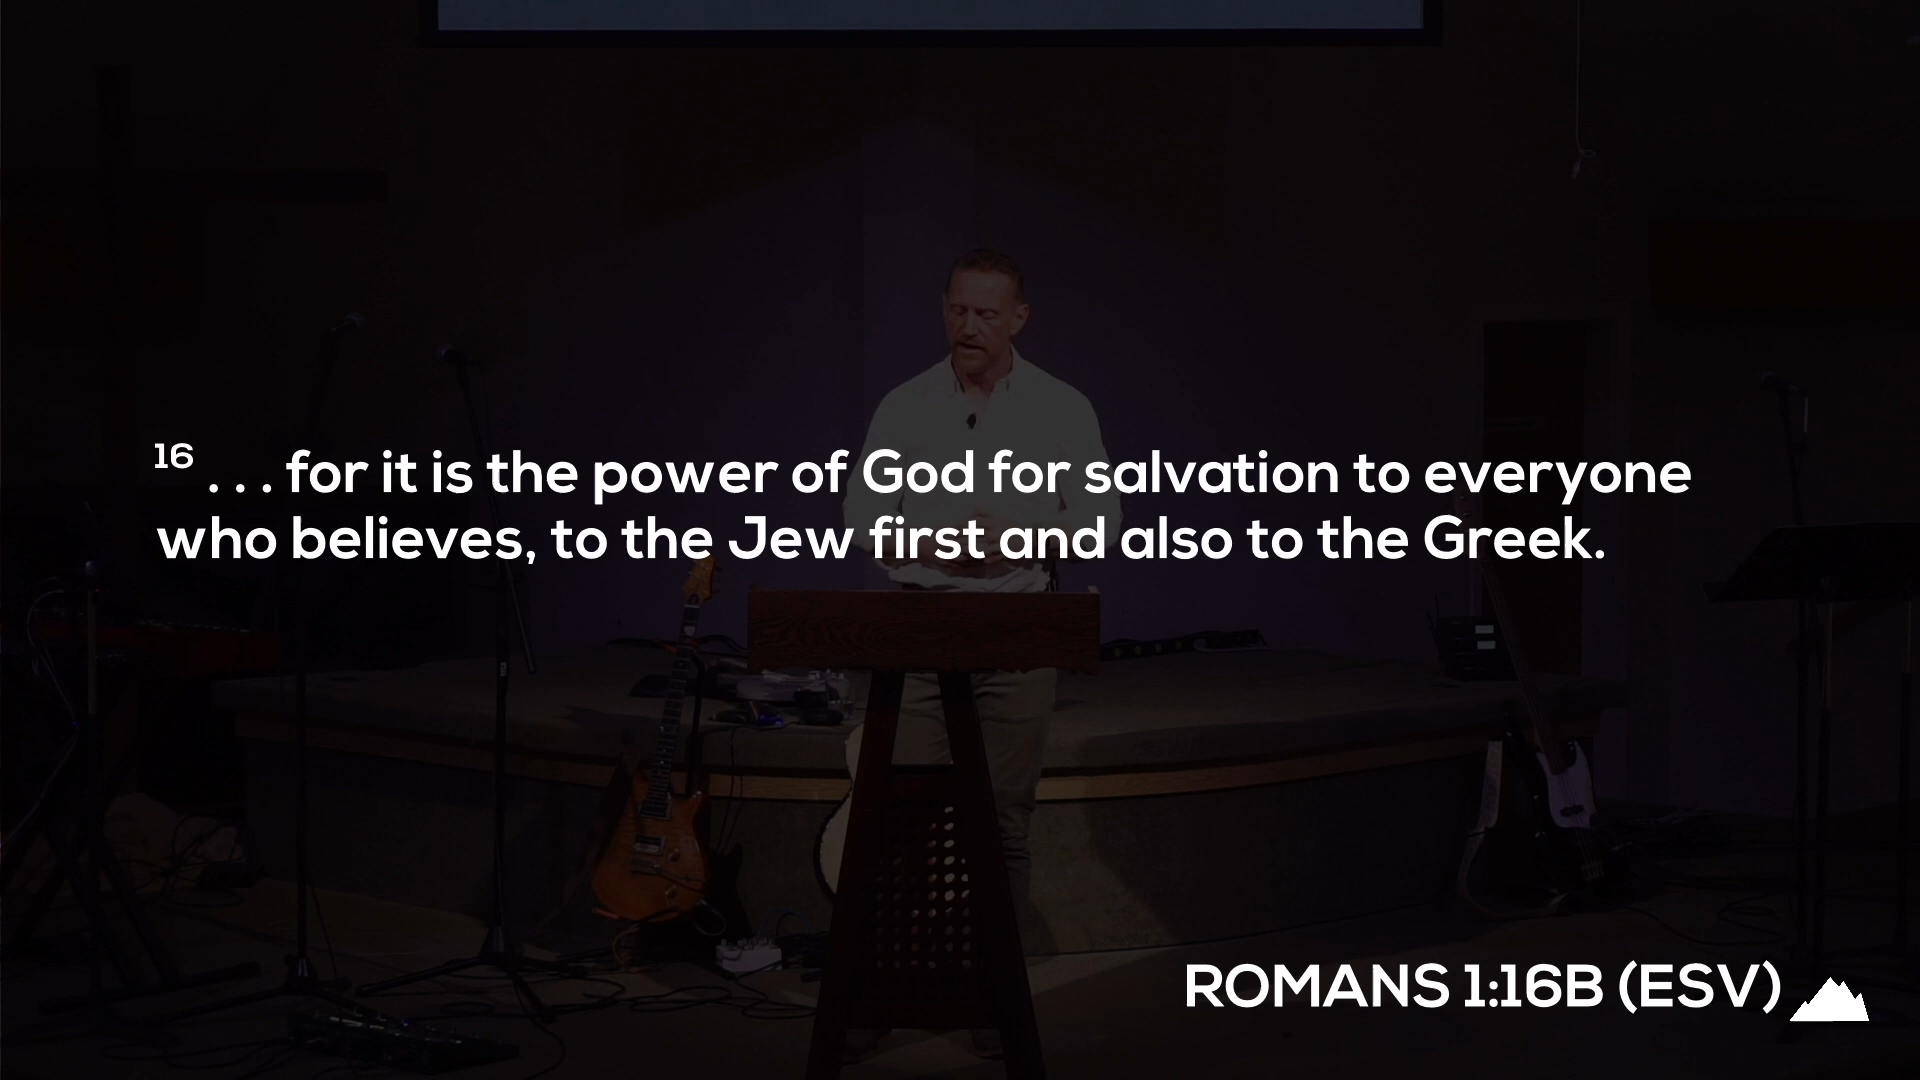 16 . . . for it is the power of God for salvation to everyone
who believes, to the Jew first and also to the Greek.
ROMANS 1:16B (ESV)